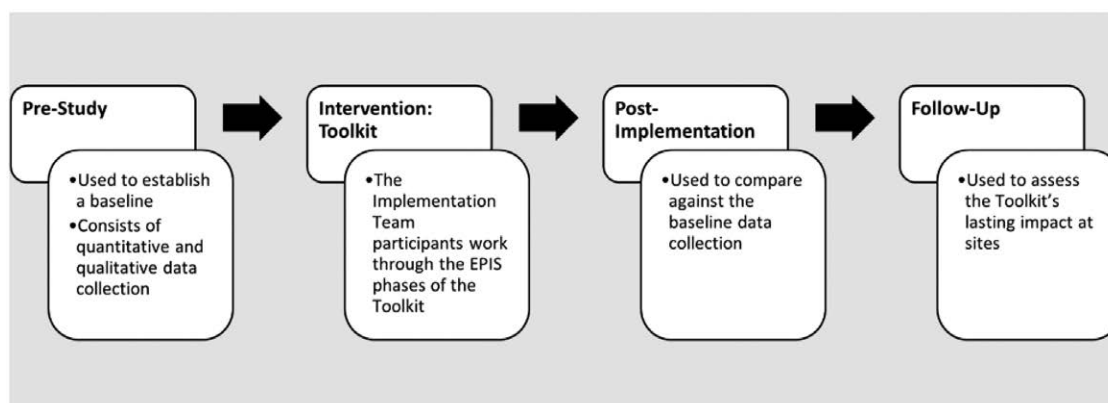 Pre-Study
•Used to establish
a baseline
•Consists of
quantitative and
qualitative data
collection
Intervention:
Toolkit
•The
Implementation
Team
participants work
through the EPIS
phases of the
Toolkit
Post-
Implementation
•Used to compare
against the
baseline data
collection
Follow-Up
•Used to assess
the Toolkit's
lasting impact at
sites